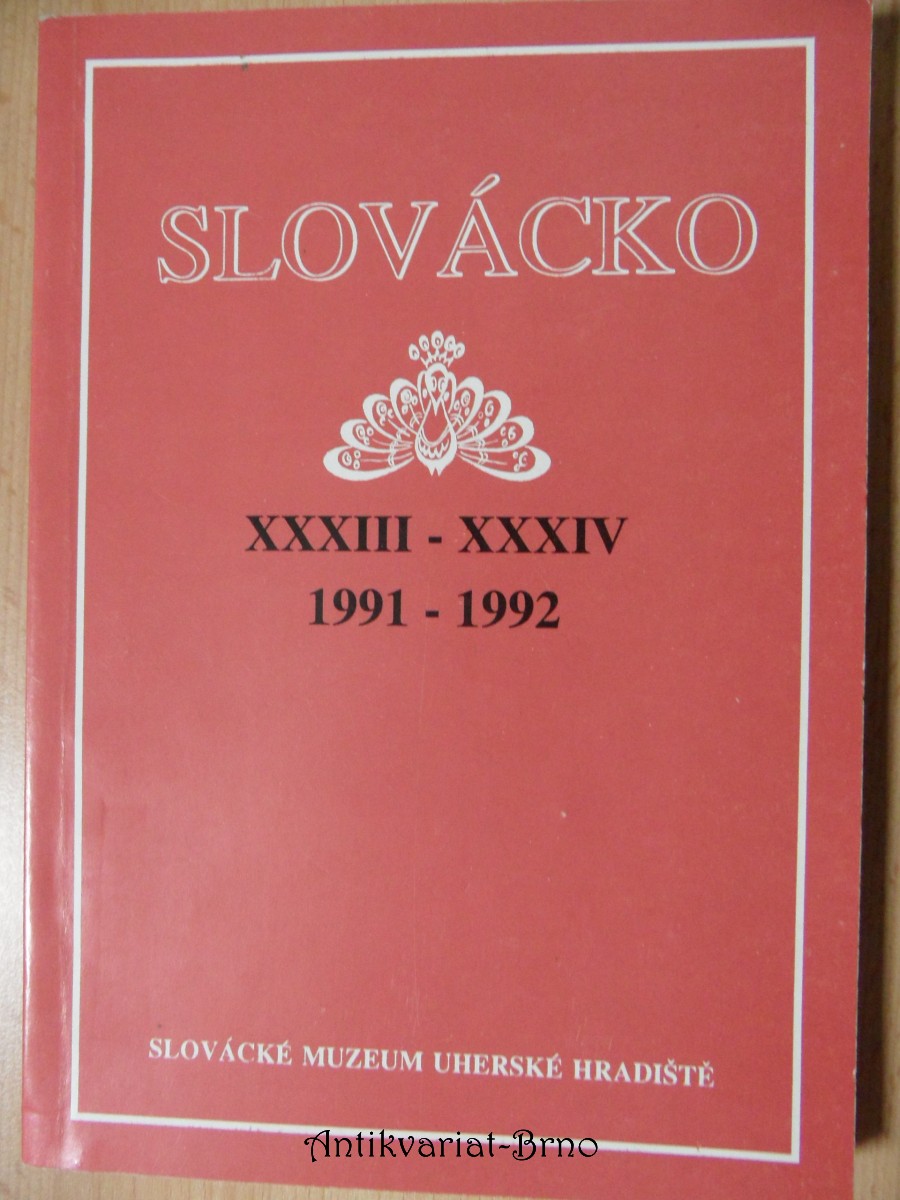 SLOVÁCKO
XXXIII - XXXIV
1991 - 1992
SLOVÁCKÉ MUZEUM UHERSKÉ HRADIŠTĚ
Antikvariat-Brno